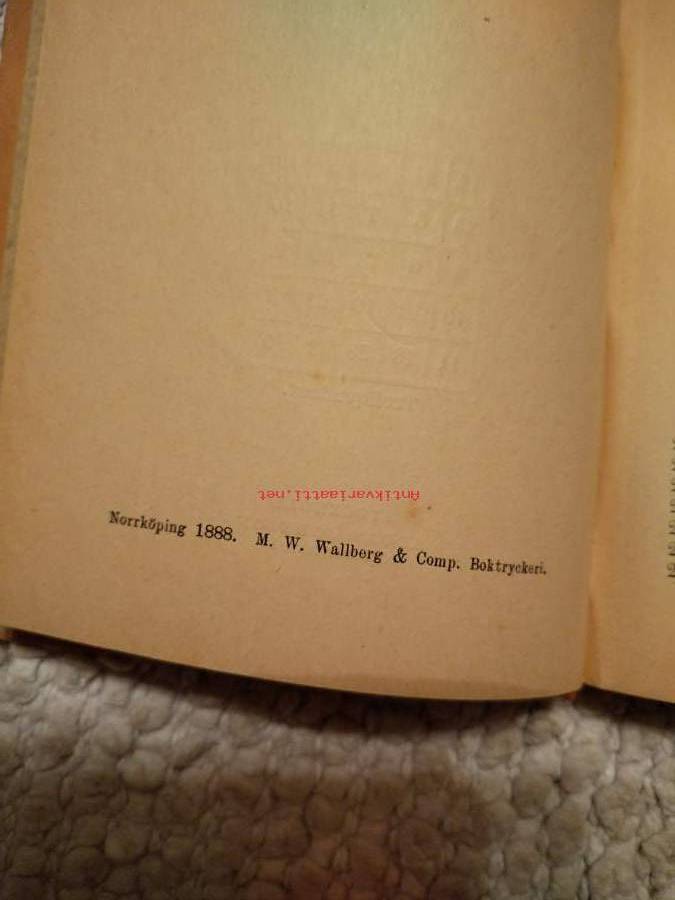 Antikvariaatti.net
Norrköping 1888. M. W. Wallberg & Comp. Boktryckeri.